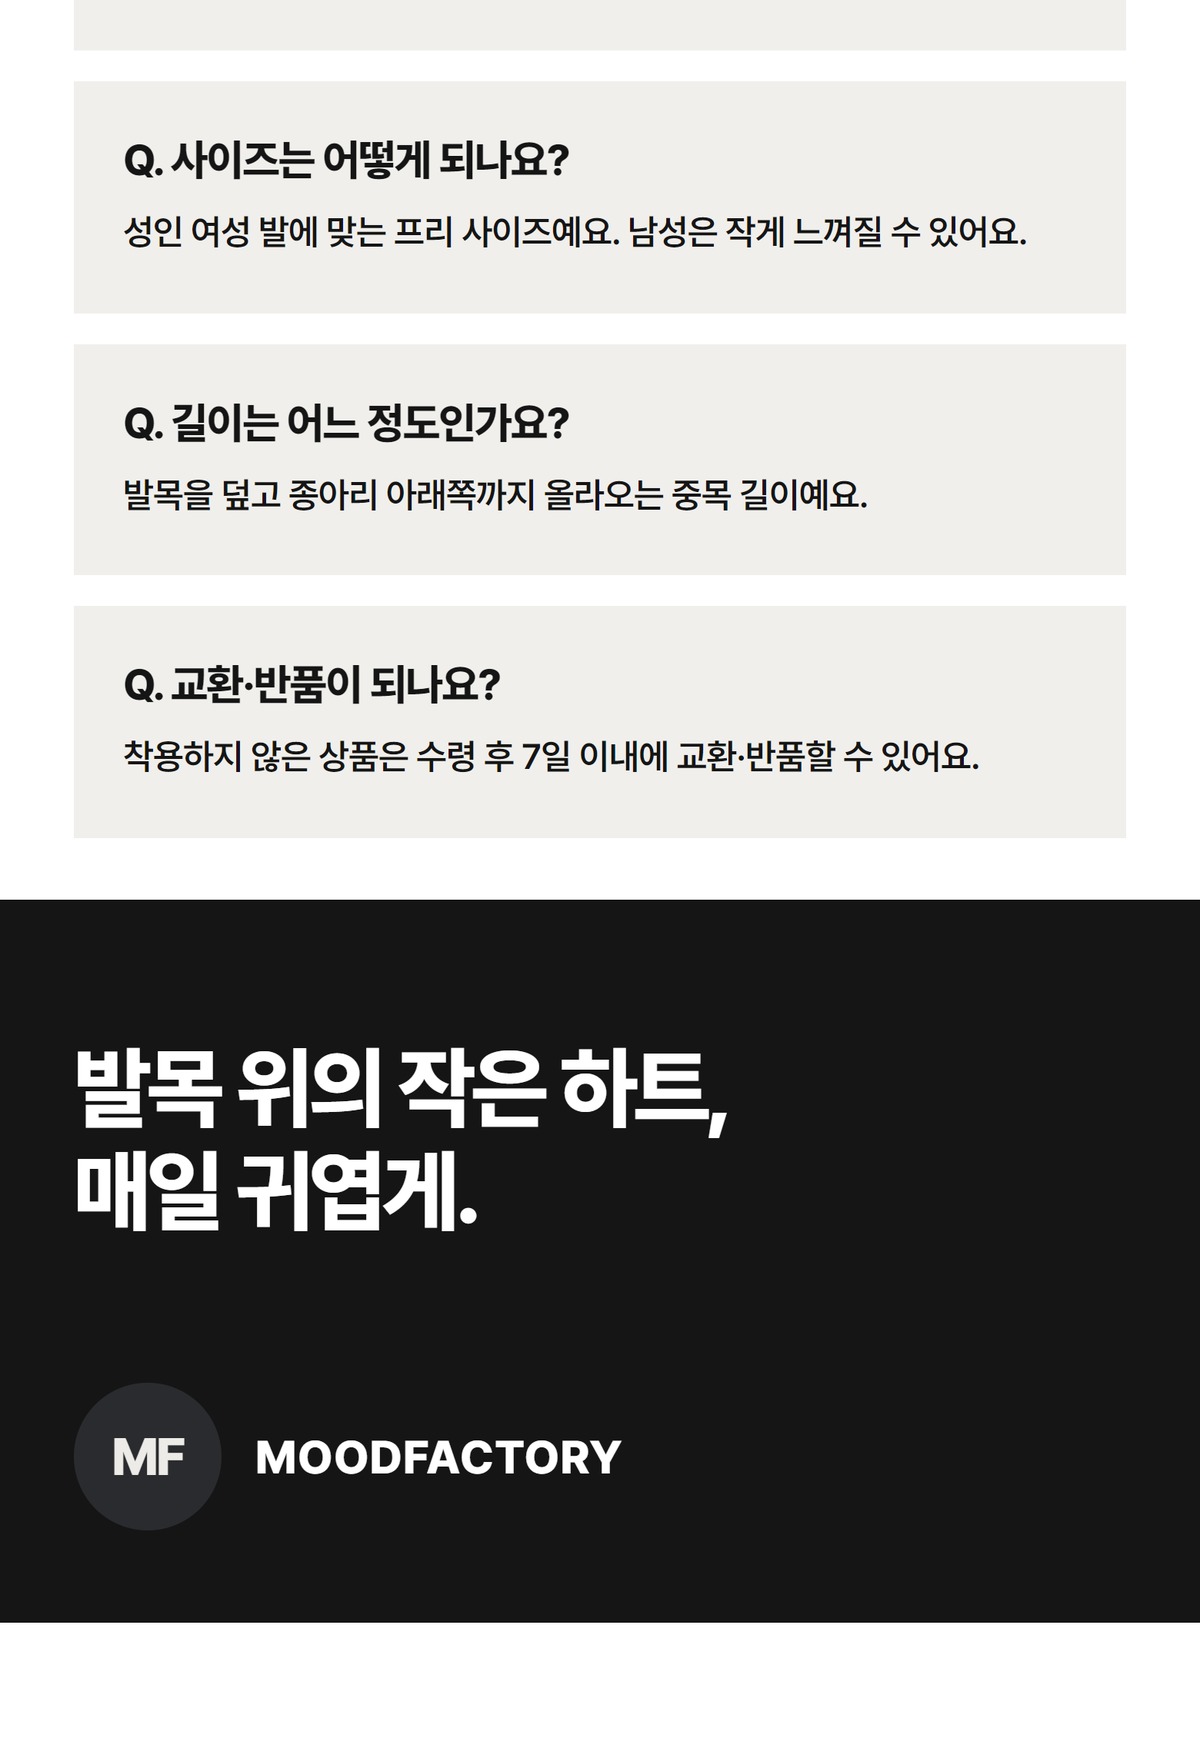 Q. 사이즈는 어떻게 되나요?
성인 여성 발에 맞는 프리 사이즈예요. 남성은 작게 느껴질 수 있어요.
Q. 길이는 어느 정도인가요?
발목을 덮고 종아리 아래쪽까지 올라오는 중목 길이예요.
Q. 교환·반품이 되나요?
착용하지 않은 상품은 수령 후 7일 이내에 교환·반품할 수 있어요.
발목 위의 작은 하트,
매일 귀엽게.
MF
MOODFACTORY